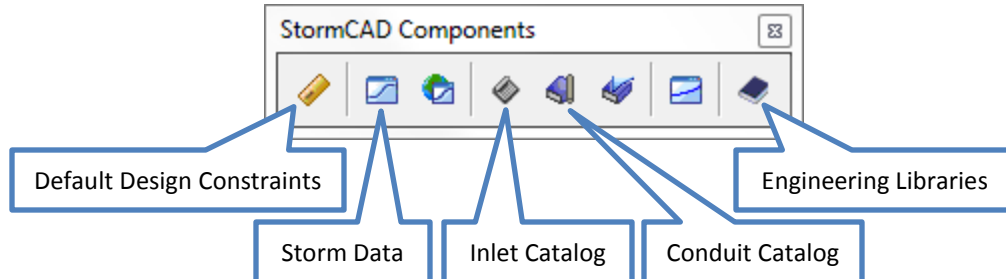 StormCAD Components
Default Design Constraints
Engineering Libraries
Storm Data
Inlet Catalog
Conduit Catalog